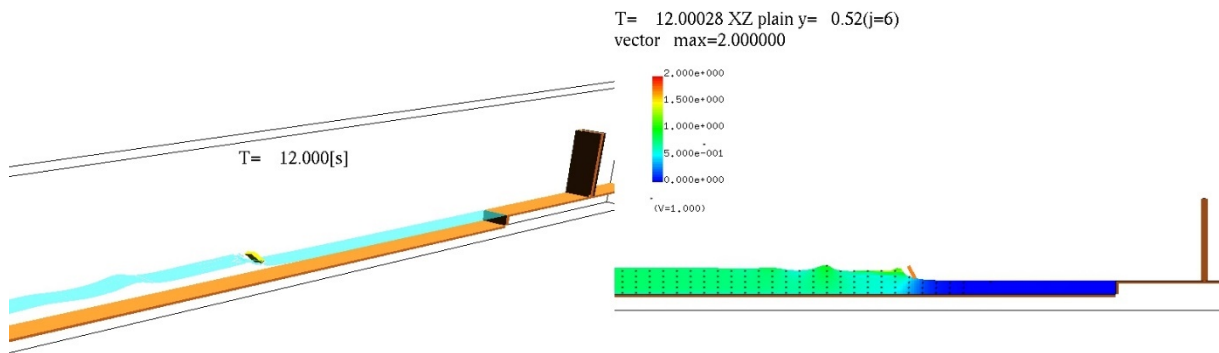 T= 12.000[s]
T= 12.00028 XZ plain y= 0.52(j=6)
vector max=2.000000
2.000e+000
1.500e+000
1.000e+000
5.000e-001
0.000e+000
(V=1.000)